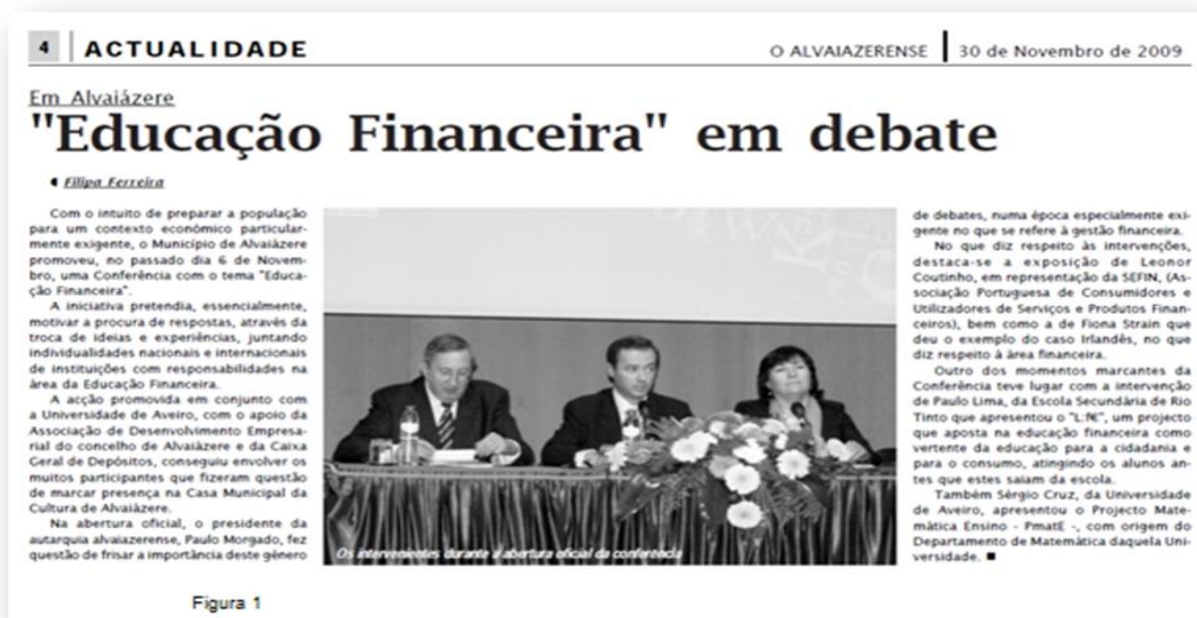 4 ACTUALIDADE
O ALVAIAZERENSE 30 de Novembro de 2009
Em Alvaiázere
"Educação Financeira" em debate
Filipa Ferreira
Com o intuito de preparar a população
para um contexto económico particular-
mente exigente, o Município de Alvaiázere
promoveu, no passado dia 6 de Novem-
bro, uma Conferência com o tema "Educa-
ção Financeira".
A iniciativa pretendia, essencialmente,
motivar a procura de respostas, através da
troca de ideias e experiências, juntando
individualidades nacionais e internacionais
de instituições com responsabilidades na
área da Educação Financeira.
A acção promovida em conjunto com
a Universidade de Aveiro, com o apoio da
Associação de Desenvolvimento Empresa-
rial do concelho de Alvaiázere e da Caixa
Geral de Depósitos, conseguiu envolver os
muitos participantes que fizeram questão
de marcar presença na Casa Municipal da
Cultura de Alvaiázere.
Na abertura oficial, o presidente da
autarquia alvaiazerense, Paulo Morgado, fez
questão de frisar a importância deste género
Os intervenientes durante a abertura oficial da conferência
de debates, numa época especialmente exi-
gente no que se refere à gestão financeira.
No que diz respeito às intervenções,
destaca-se a exposição de Leonor
Coutinho, em representação da SEFIN, (As-
sociação Portuguesa de Consumidores e
Utilizadores de Serviços e Produtos Finan-
ceiros), bem como a de Fiona Strain que
deu o exemplo do caso Irlandês, no que
diz respeito à área financeira.
Outro dos momentos marcantes da
Conferência teve lugar com a intervenção
de Paulo Lima, da Escola Secundária de Rio
Tinto que apresentou o "L:f€", um projecto
que aposta na educação financeira como
vertente da educação para a cidadania e
para o consumo, atingindo os alunos an-
tes que estes saiam da escola.
Também Sérgio Cruz, da Universidade
de Aveiro, apresentou o Projecto Mate-
mática Ensino - PmatE -, com origem do
Departamento de Matemática daquela Uni-
versidade.
Figura 1